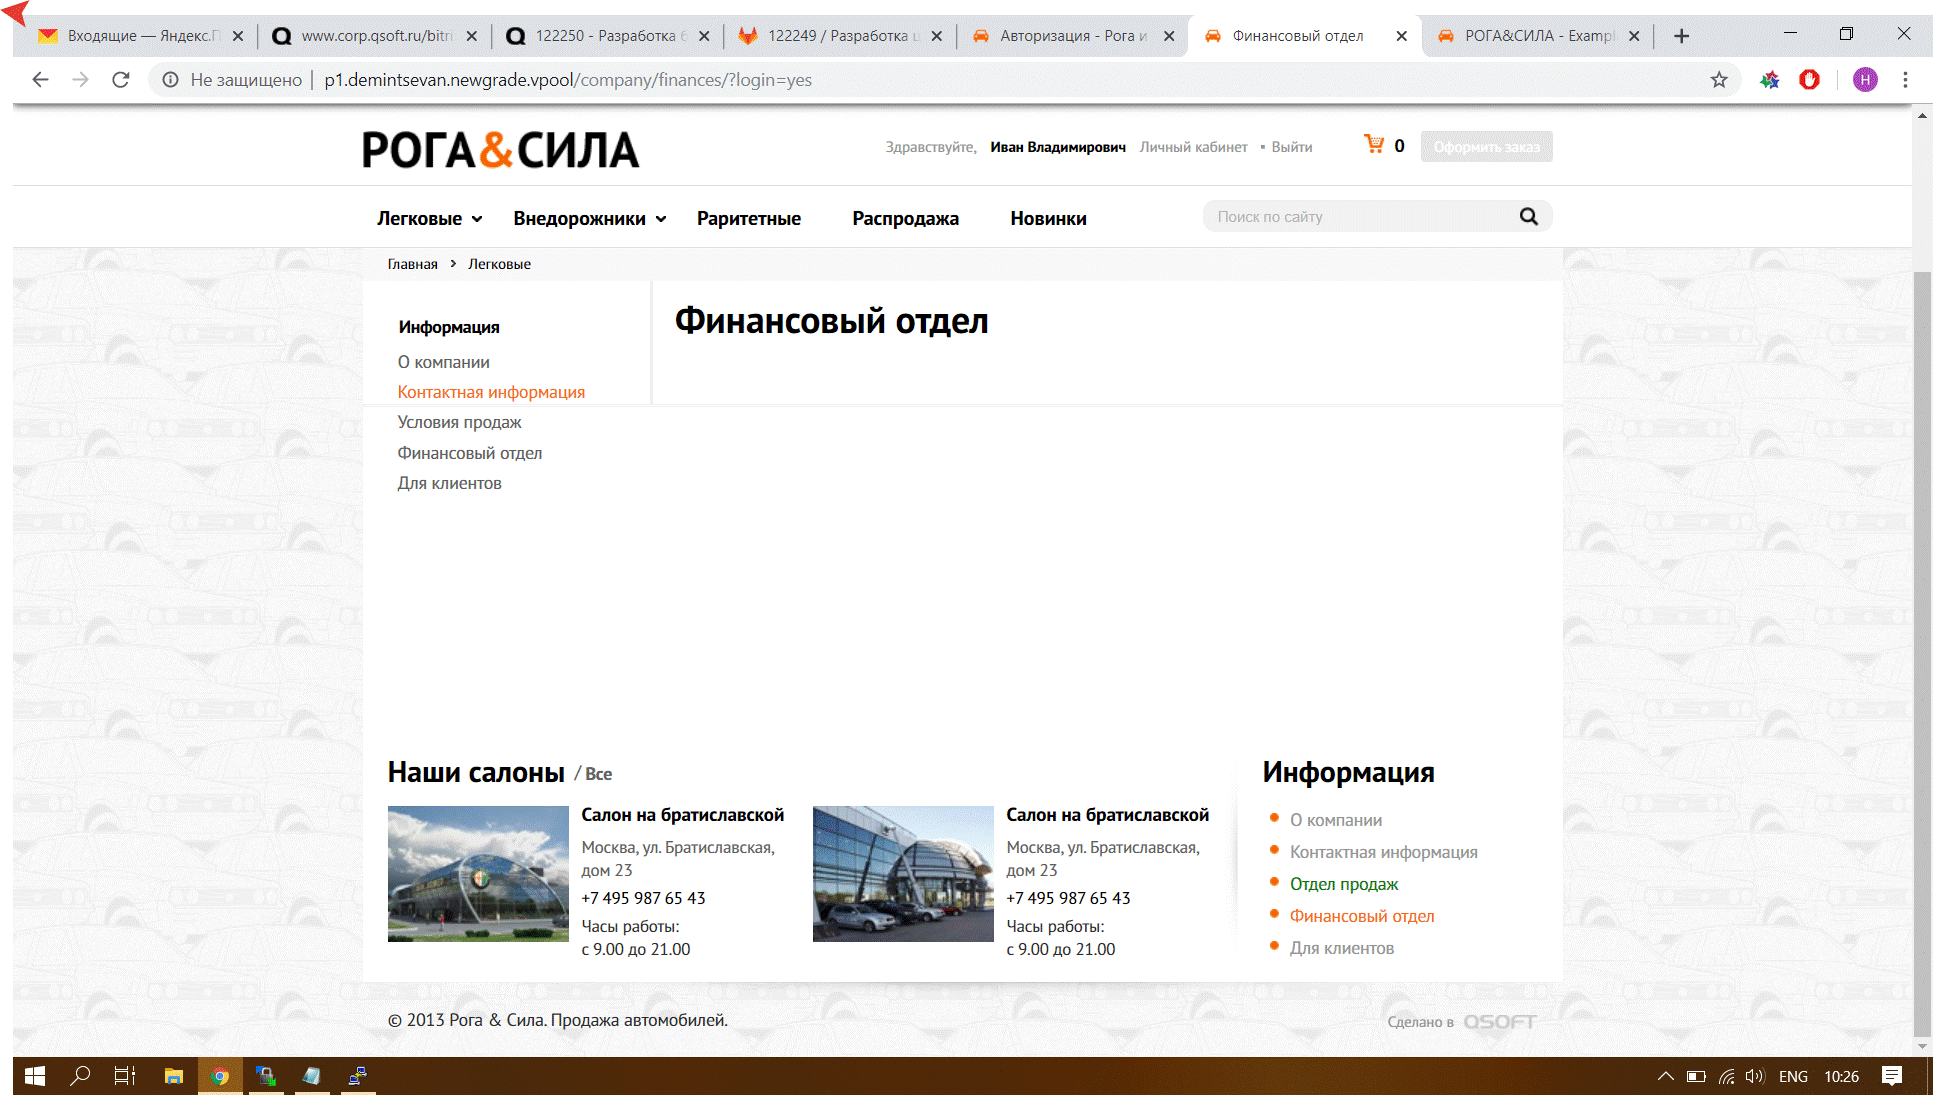 Входящие — Яндекс.П
www.corp.qsoft.ru/bitri
122250 - Разработка б
122249 / Разработка ц
Авторизация - Рога и
Финансовый отдел
РОГА&СИЛА - Exampl
Не защищено | p1.demintsevan.newgrade.vpool/company/finances/?login=yes
Н
РОГА&СИЛА
Здравствуйте, Иван Владимирович Личный кабинет Выйти
0
Оформить заказ
Легковые Внедорожники Раритетные Распродажа Новинки
Поиск по сайту
Главная > Легковые
Информация
О компании
Контактная информация
Условия продаж
Финансовый отдел
Для клиентов
Финансовый отдел
Наши салоны / Все
Салон на братиславской
Москва, ул. Братиславская,
дом 23
+7 495 987 65 43
Часы работы:
с 9.00 до 21.00
Салон на братиславской
Москва, ул. Братиславская,
дом 23
+7 495 987 65 43
Часы работы:
с 9.00 до 21.00
Информация
О компании
Контактная информация
Отдел продаж
Финансовый отдел
Для клиентов
© 2013 Рога & Сила. Продажа автомобилей.
Сделано в QSOFT
ENG 10:26